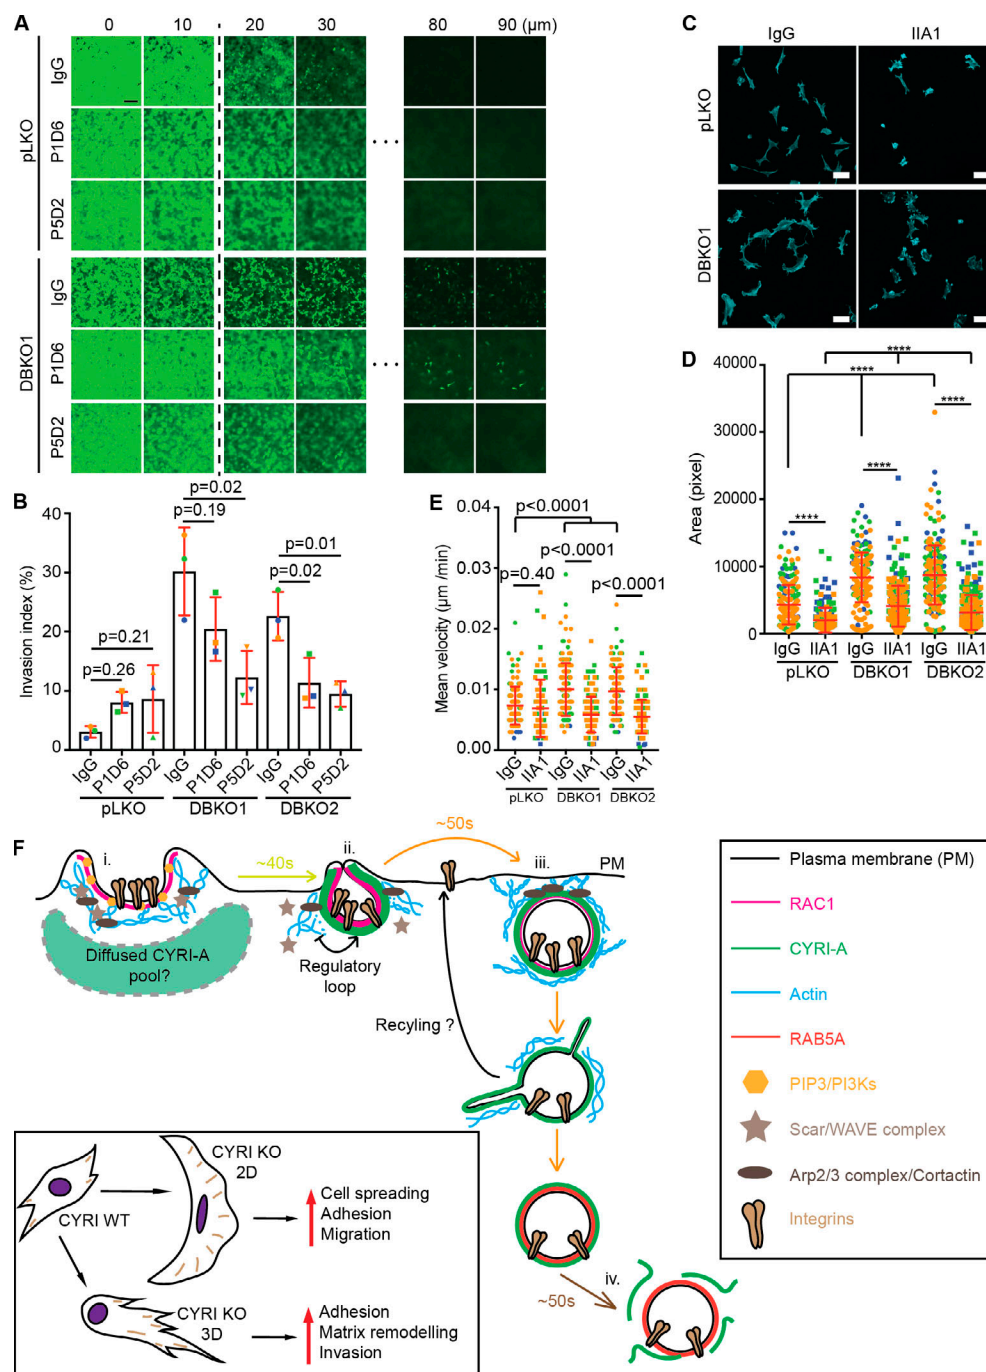 A
0 10 20 30 80 90 (µm)
pLKO
IgG
P1D6
P5D2
DBKO1
IgG
P1D6
P5D2
...
...
B
Invasion index (%)
40
30
20
10
0
p=0.02
p=0.19
p=0.01
p=0.02
p=0.21
p=0.26
IgG P1D6 P5D2 IgG P1D6 P5D2 IgG P1D6 P5D2
pLKO DBKO1 DBKO2
C
IgG IIA1
pLKO
DBKO1
D
Area (pixel)
40000
30000
20000
10000
0
****
****
****
****
****
IgG IIA1 IgG IIA1 IgG IIA1
pLKO DBKO1 DBKO2
E
Mean velocity (µm /min)
0.04
0.03
0.02
0.01
0.00
p<0.0001
p<0.0001
p=0.40
p<0.0001
IgG IIA1 IgG IIA1 IgG IIA1
pLKO DBKO1 DBKO2
F
i.
~40s
ii.
~50s
iii.
PM
Diffused CYRI-A
pool?
Regulatory
loop
Recyling ?
iv.
~50s
CYRI WT
CYRI KO
2D
Cell spreading
Adhesion
Migration
CYRI KO
3D
Adhesion
Matrix remodelling
Invasion
Plasma membrane (PM)
RAC1
CYRI-A
Actin
RAB5A
PIP3/PI3Ks
Scar/WAVE complex
Arp2/3 complex/Cortactin
Integrins